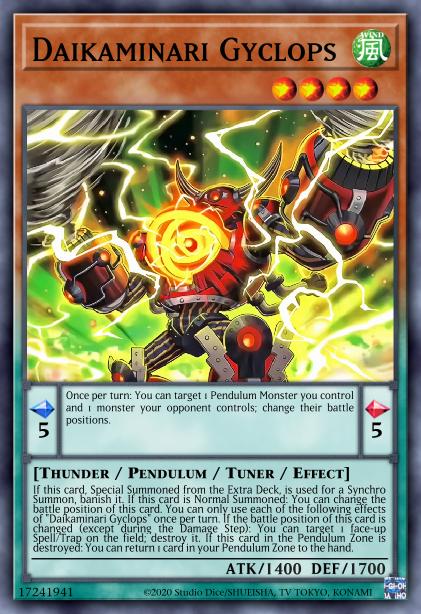 DAIKAMINARI GYCLOPS
WIND
風
Once per turn: You can target 1 Pendulum Monster you control
and 1 monster your opponent controls; change their battle
positions.
5
5
[THUNDER / PENDULUM / TUNER / EFFECT]
If this card, Special Summoned from the Extra Deck, is used for a Synchro
Summon, banish it. If this card is Normal Summoned: You can change the
battle position of this card. You can only use each of the following effects
of "Daikaminari Gyclops" once per turn. If the battle position of this card is
changed (except during the Damage Step): You can target 1 face-up
Spell/Trap on the field; destroy it. If this card in the Pendulum Zone is
destroyed: You can return 1 card in your Pendulum Zone to the hand.
ATK/1400 DEF/1700
17241941
©2020 Studio Dice/SHUEISHA, TV TOKYO, KONAMI